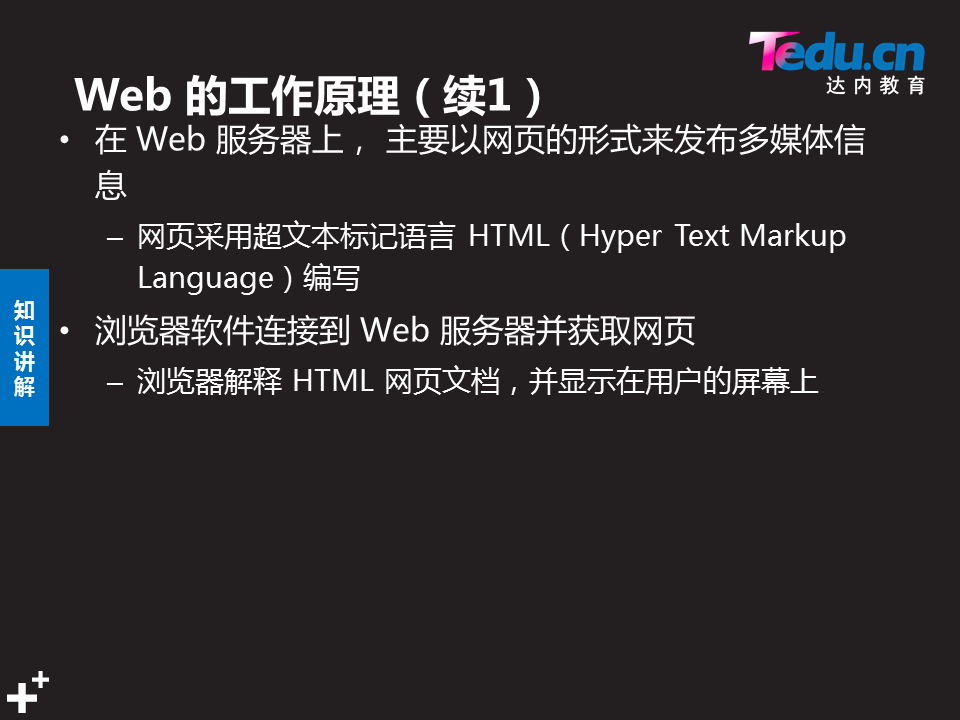 Tedu.cn
达内教育
Web 的工作原理（续1）
• 在 Web 服务器上， 主要以网页的形式来发布多媒体信
息
– 网页采用超文本标记语言 HTML（Hyper Text Markup
Language）编写
• 浏览器软件连接到 Web 服务器并获取网页
– 浏览器解释 HTML 网页文档，并显示在用户的屏幕上
知
识
讲
解